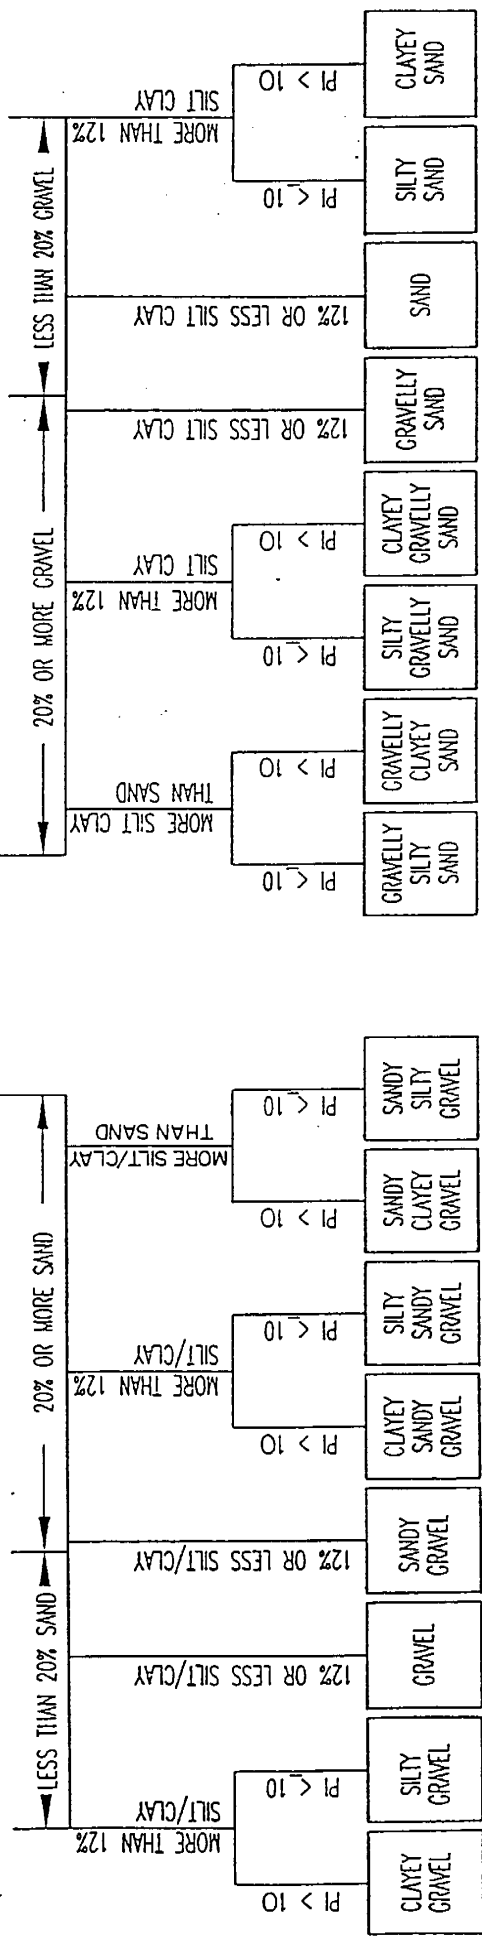 LESS THAN 20% SAND
20% OR MORE SAND
20% OR MORE GRAVEL
LESS THAN 20% GRAVEL
MORE THAN 12%
SILT/CLAY
12% OR LESS SILT/CLAY
12% OR LESS SILT/CLAY
MORE THAN 12%
SILT/CLAY
MORE SILT/CLAY
THAN SAND
MORE SILT CLAY
THAN SAND
MORE THAN 12%
SILT CLAY
12% OR LESS SILT CLAY
12% OR LESS SILT CLAY
MORE THAN 12%
SILT CLAY
PI > 10
PI ≤ 10
PI > 10
PI ≤ 10
PI > 10
PI ≤ 10
PI ≤ 10
PI > 10
PI ≤ 10
PI > 10
PI ≤ 10
PI > 10
CLAYEY
GRAVEL
SILTY
GRAVEL
GRAVEL
SANDY
GRAVEL
CLAYEY
SANDY
GRAVEL
SILTY
SANDY
GRAVEL
SANDY
CLAYEY
GRAVEL
SANDY
SILTY
GRAVEL
GRAVELLY
SILTY
SAND
GRAVELLY
CLAYEY
SAND
SILTY
GRAVELLY
SAND
CLAYEY
GRAVELLY
SAND
GRAVELLY
SAND
SAND
SILTY
SAND
CLAYEY
SAND